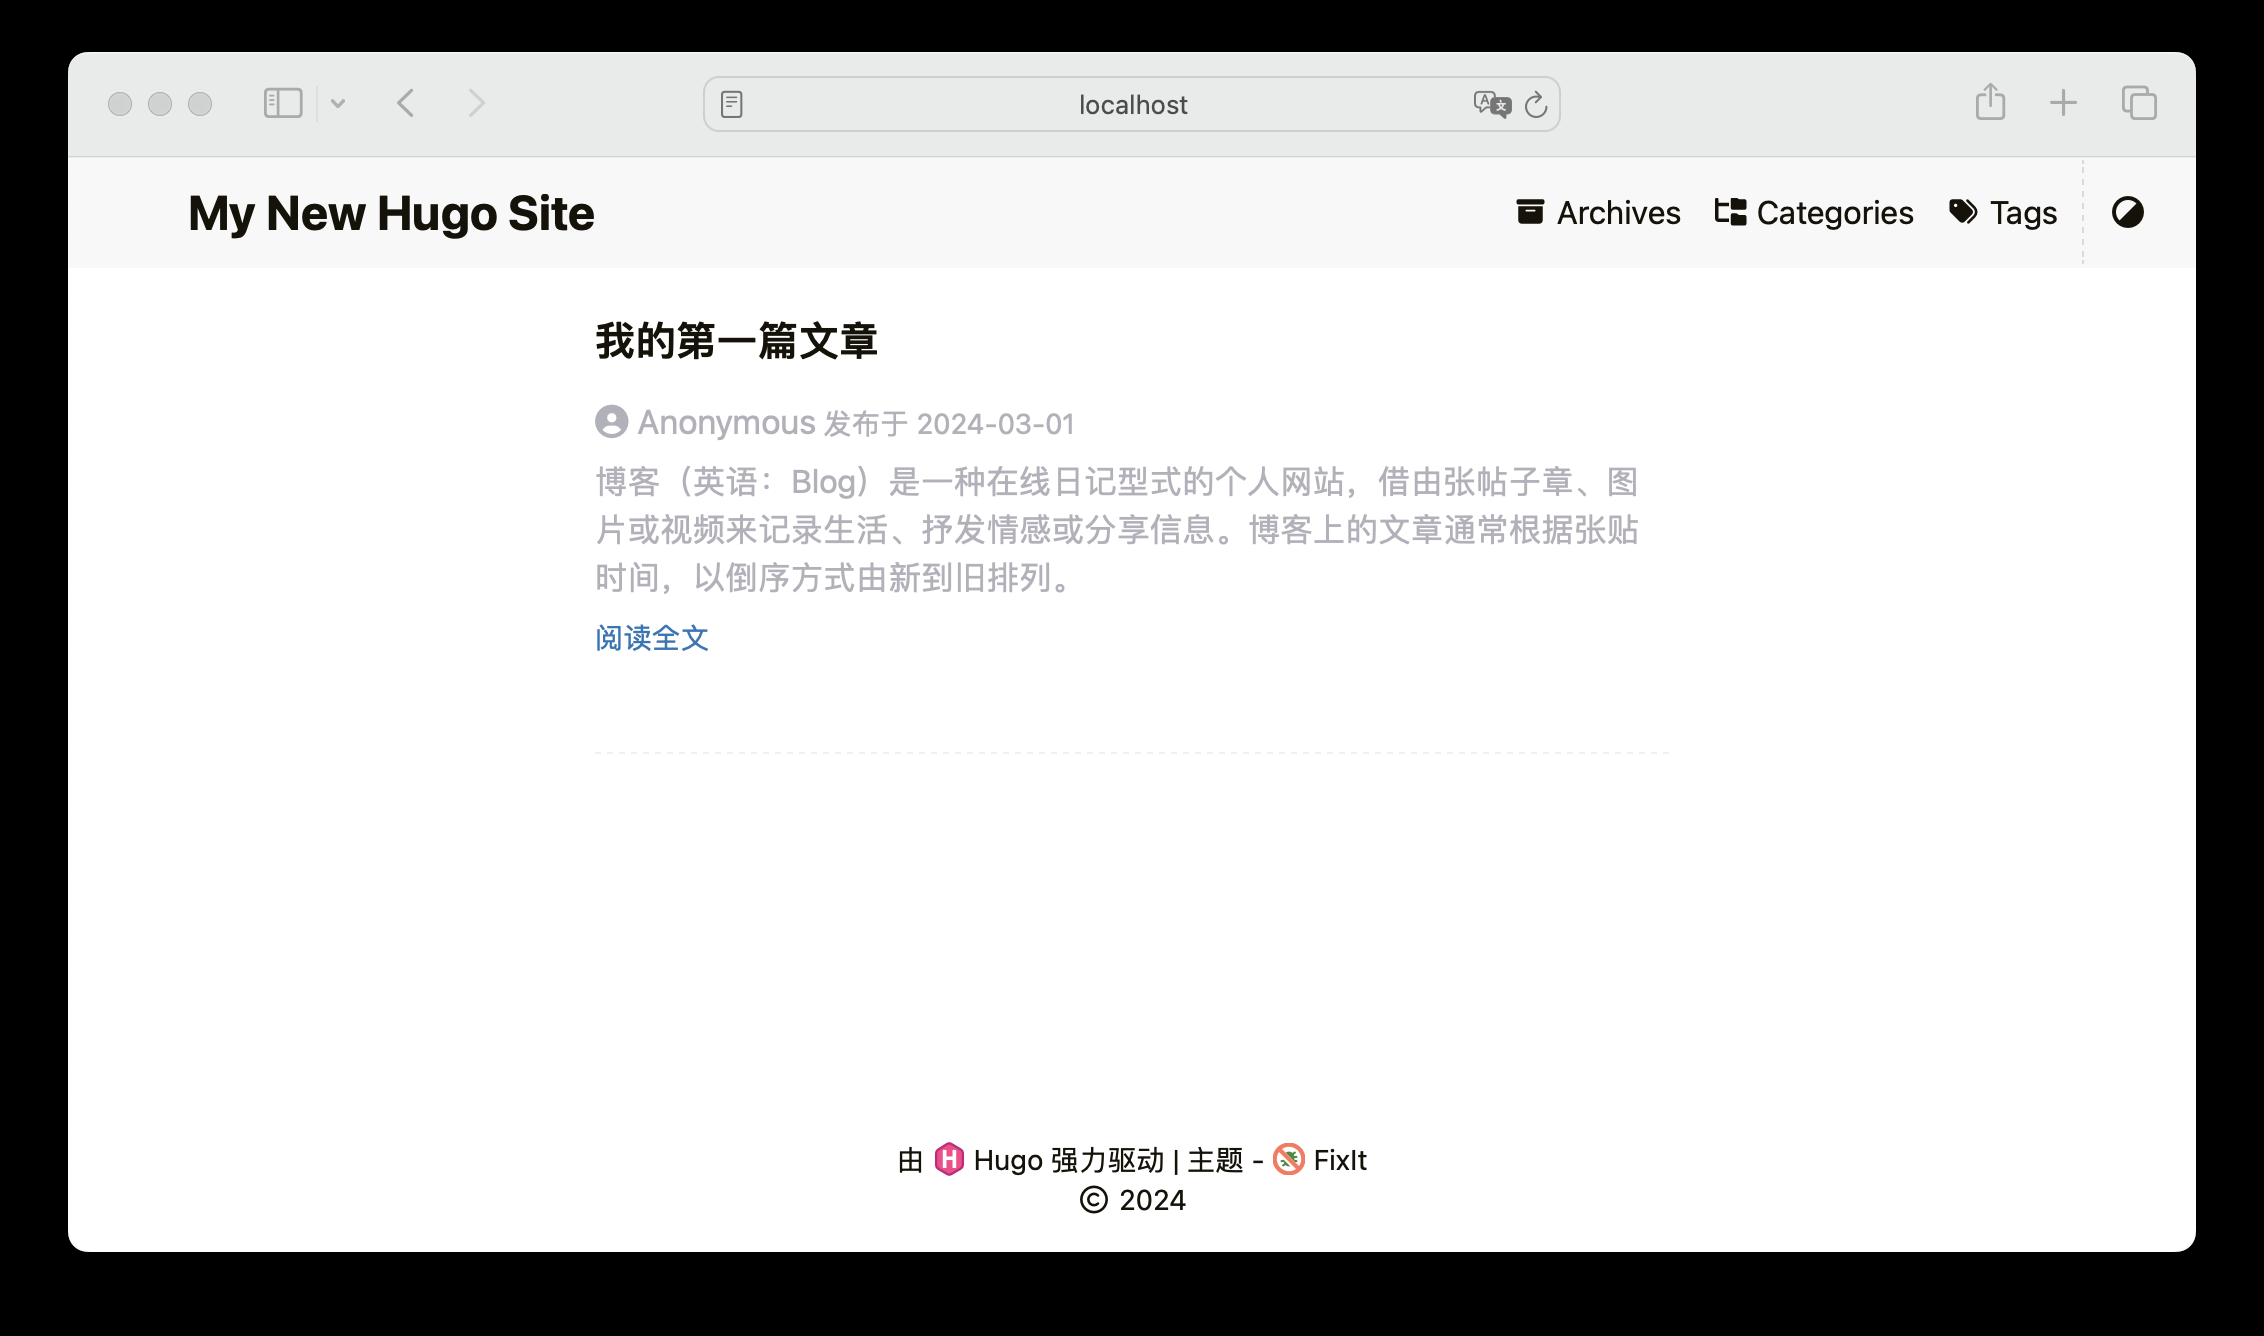 localhost
My New Hugo Site
Archives Categories Tags
我的第一篇文章
Anonymous 发布于 2024-03-01
博客（英语：Blog）是一种在线日记型式的个人网站，借由张帖子章、图
片或视频来记录生活、抒发情感或分享信息。博客上的文章通常根据张贴
时间，以倒序方式由新到旧排列。
阅读全文
由 Hugo 强力驱动 | 主题 - FixIt
© 2024